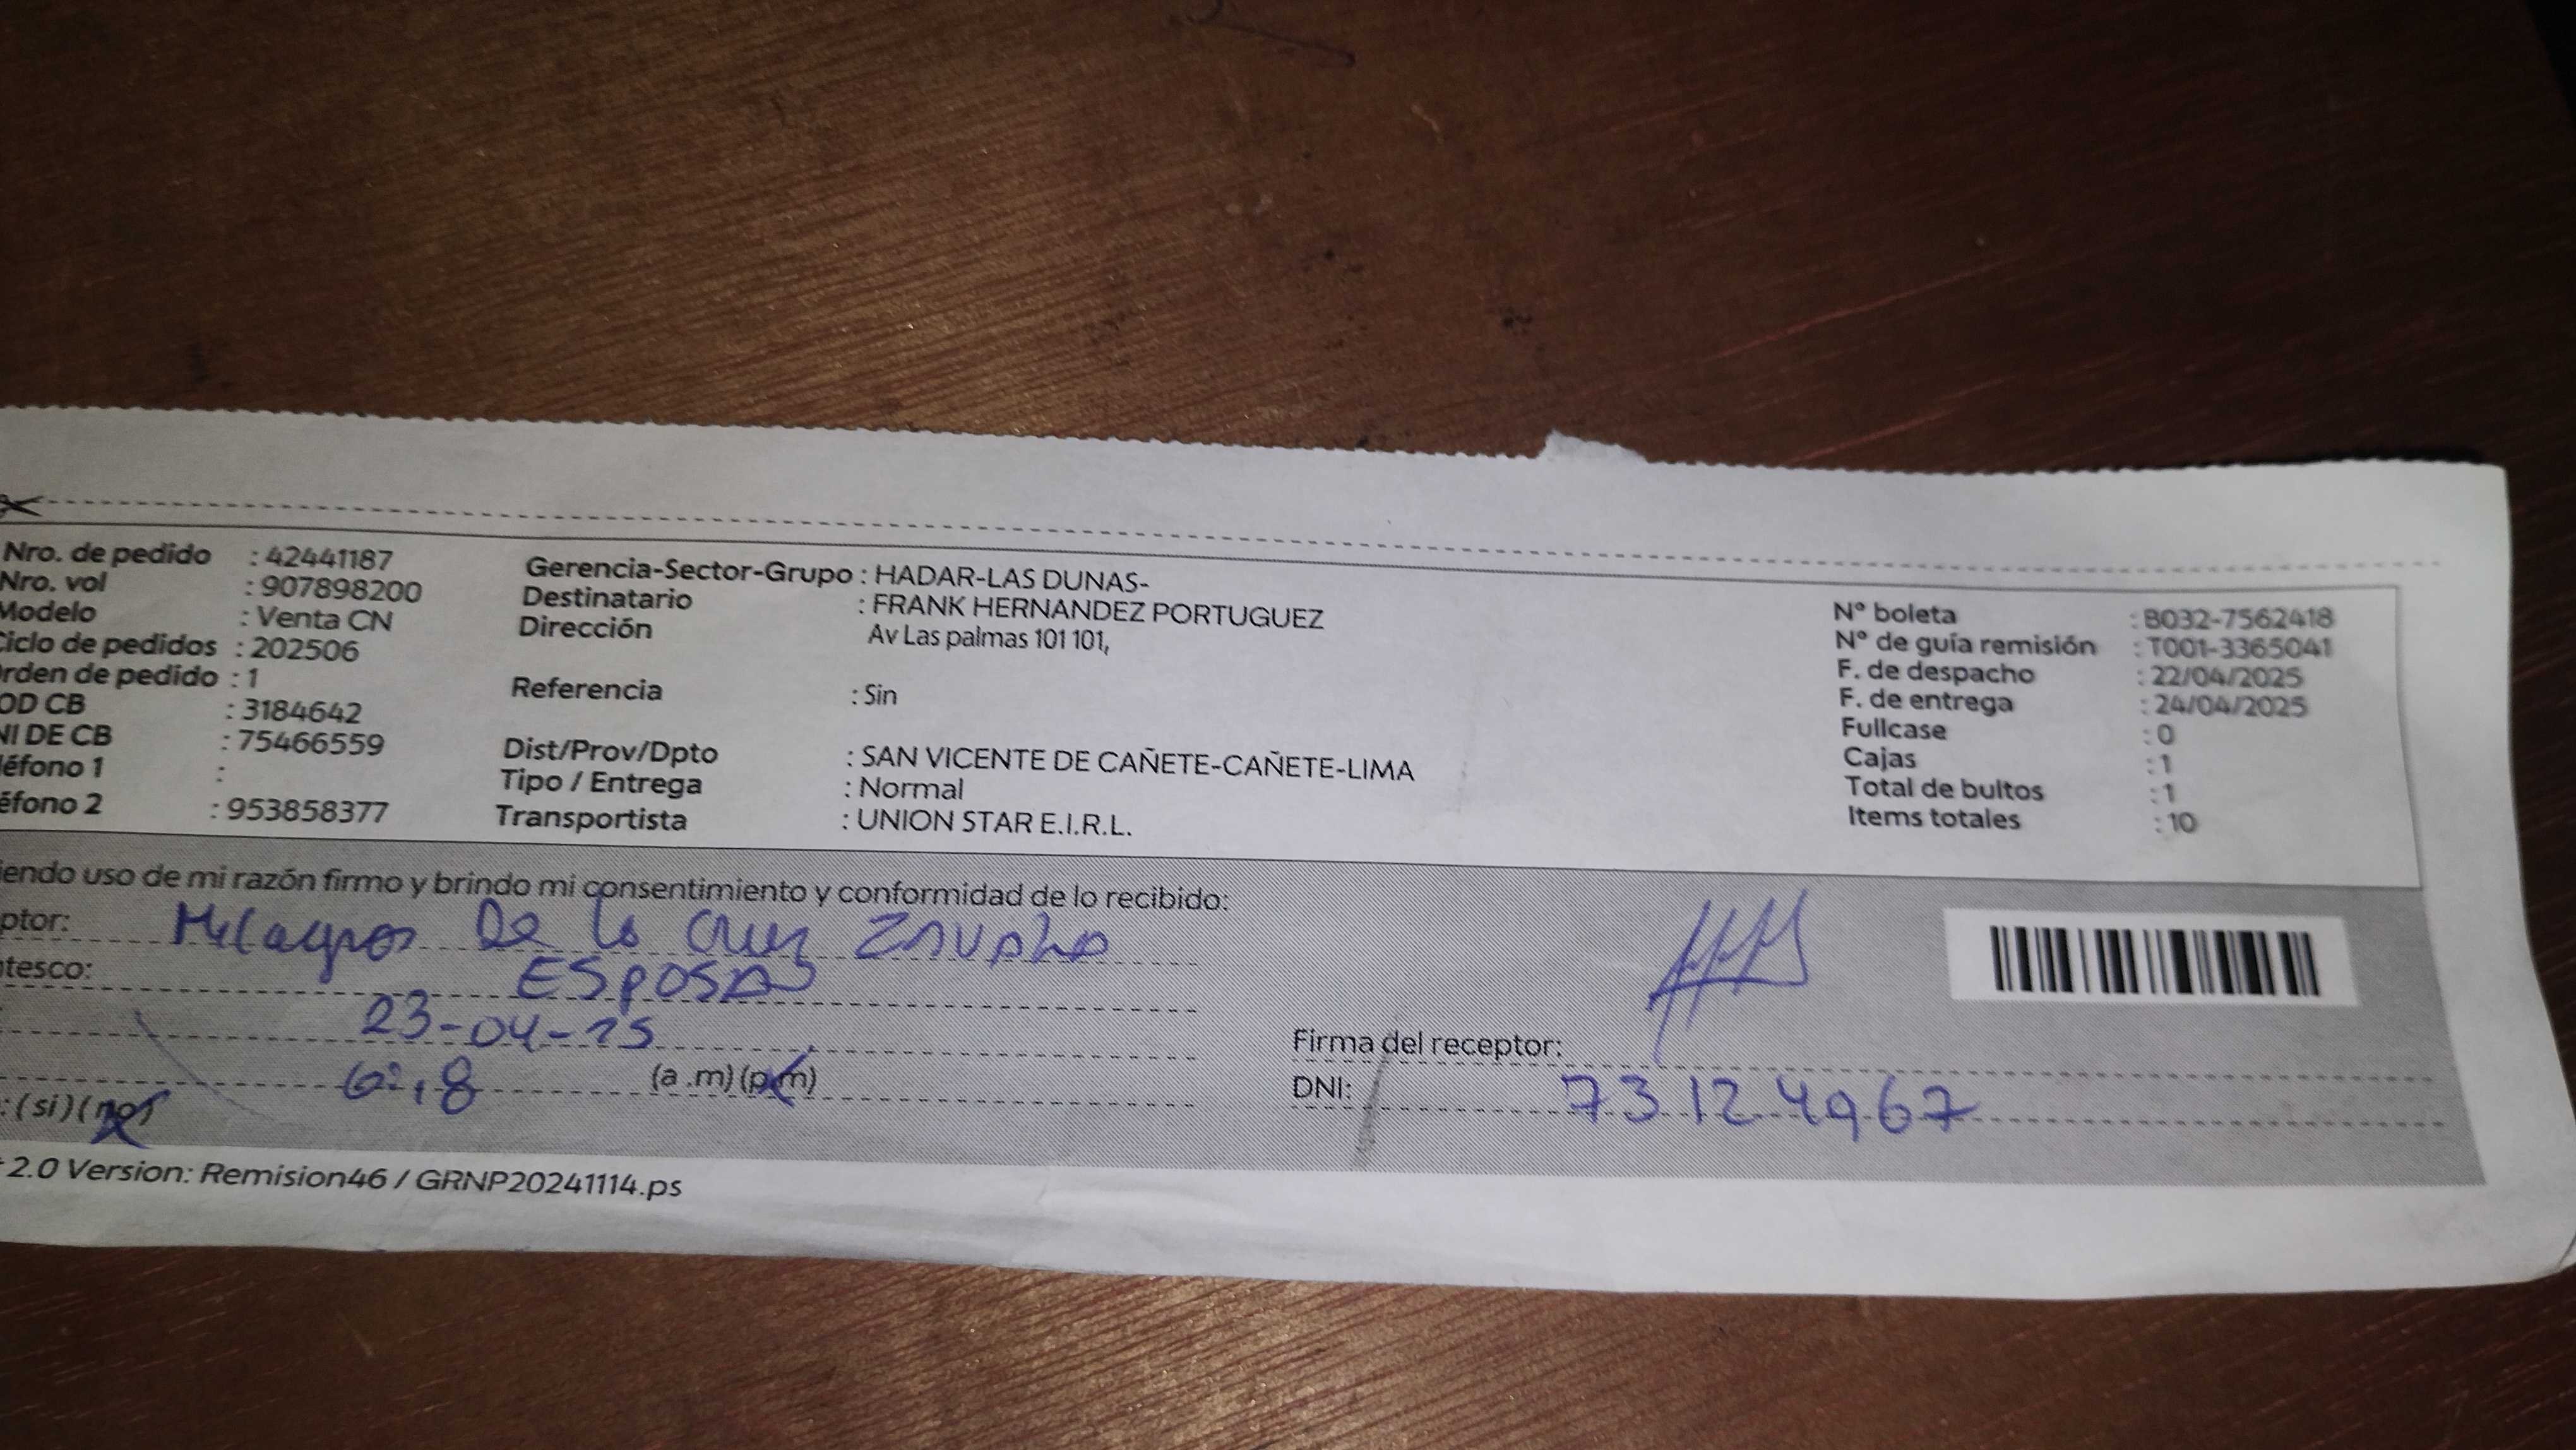 Nro. de pedido : 42441187
Nro. vol : 907898200
Modelo : Venta CN
Ciclo de pedidos : 202506
rden de pedido : 1
OD CB : 3184642
NI DE CB : 75466559
léfono 1 :
éfono 2 : 953858377
Gerencia-Sector-Grupo : HADAR-LAS DUNAS-
Destinatario : FRANK HERNANDEZ PORTUGUEZ
Dirección Av Las palmas 101 101,
Referencia : Sin
Dist/Prov/Dpto : SAN VICENTE DE CAÑETE-CAÑETE-LIMA
Tipo / Entrega : Normal
Transportista : UNION STAR E.I.R.L.
N° boleta : B032-7562418
N° de guía remisión : T001-3365041
F. de despacho : 22/04/2025
F. de entrega : 24/04/2025
Fullcase : 0
Cajas : 1
Total de bultos : 1
Items totales : 10
iendo uso de mi razón firmo y brindo mi consentimiento y conformidad de lo recibido:
ptor: Milagros De la Cruz
tesco: ESPOSA
23-04-25
(a .m) (p.m)
: (si) (no)
Firma del receptor:
DNI: 73124967
2.0 Version: Remision46 / GRNP20241114.ps